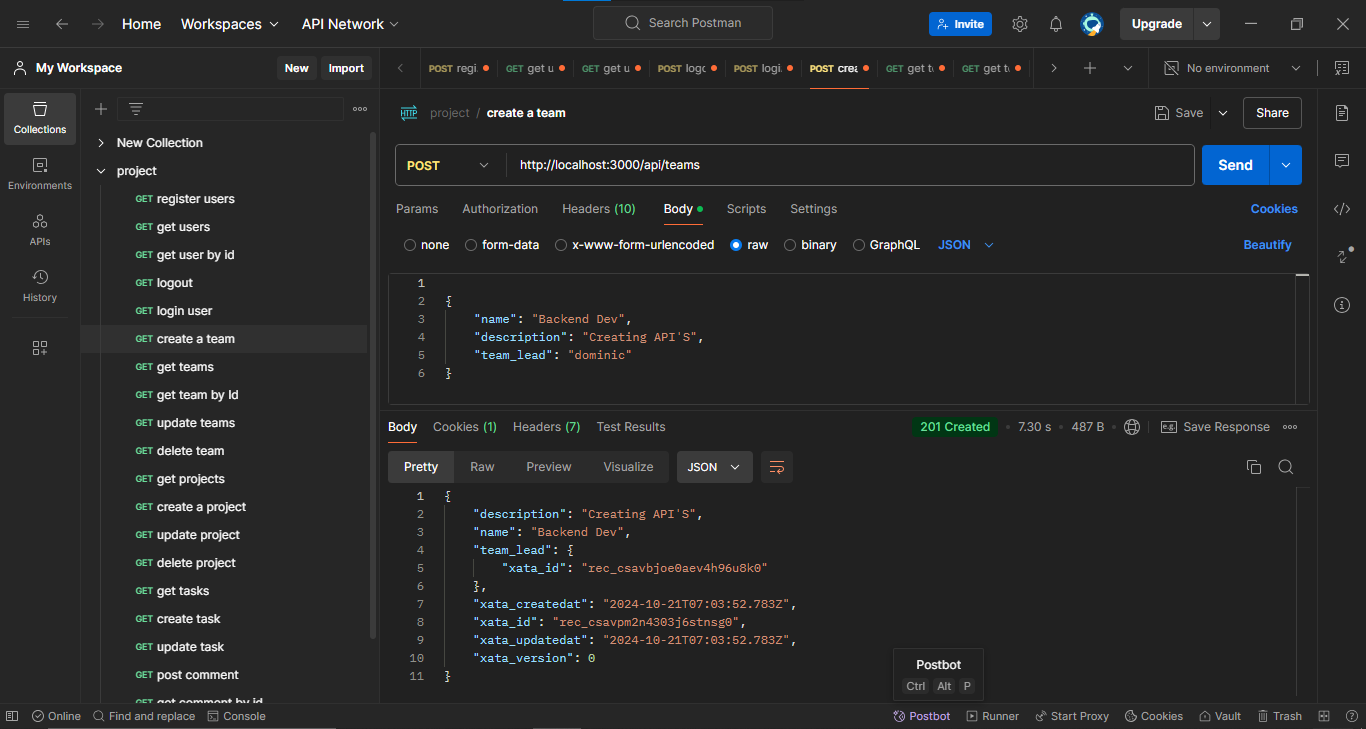 Home Workspaces API Network Search Postman Invite Upgrade
My Workspace New Import POST regi GET get u GET get u POST logo POST logi POST crea GET get t GET get t No environment
HTTP project / create a team Save Share
Collections
Environments
APIs
History
New Collection
project
GET register users
GET get users
GET get user by id
GET logout
GET login user
GET create a team
GET get teams
GET get team by Id
GET update teams
GET delete team
GET get projects
GET create a project
GET update project
GET delete project
GET get tasks
GET create task
GET update task
GET post comment
GET get comment by id
POST http://localhost:3000/api/teams Send
Params Authorization Headers (10) Body Scripts Settings Cookies
none form-data x-www-form-urlencoded raw binary GraphQL JSON Beautify
1
2 {
3 "name": "Backend Dev",
4 "description": "Creating API'S",
5 "team_lead": "dominic"
6 }
Body Cookies (1) Headers (7) Test Results 201 Created 7.30 s 487 B e.g. Save Response
Pretty Raw Preview Visualize JSON
1 {
2 "description": "Creating API'S",
3 "name": "Backend Dev",
4 "team_lead": {
5 "xata_id": "rec_csavbjoe0aev4h96u8k0"
6 },
7 "xata_createdat": "2024-10-21T07:03:52.783Z",
8 "xata_id": "rec_csavpm2n4303j6stnsg0",
9 "xata_updatedat": "2024-10-21T07:03:52.783Z",
10 "xata_version": 0
11 }
Postbot
Ctrl Alt P
Online Find and replace Console Postbot Runner Start Proxy Cookies Vault Trash